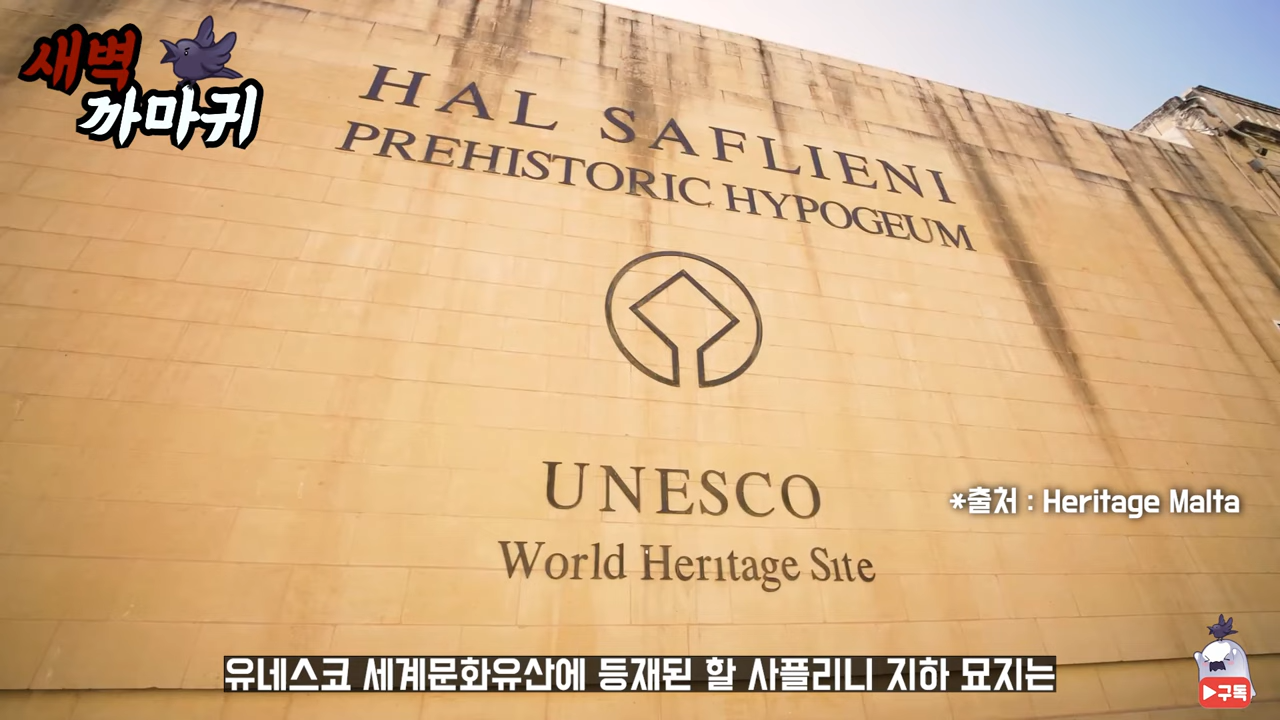 새벽
까마귀
HAL SAFLIENI
PREHISTORIC HYPOGEUM
UNESCO
World Heritage Site
*출처 : Heritage Malta
유네스코 세계문화유산에 등재된 할 사플리니 지하 묘지는
구독